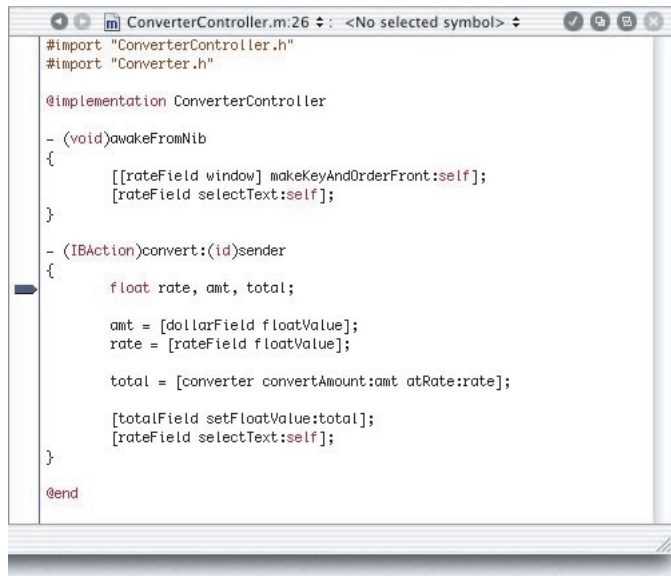 ConverterController.m:26 : <No selected symbol>
#import "ConverterController.h"
#import "Converter.h"
@implementation ConverterController
- (void)awakeFromNib
{
[[rateField window] makeKeyAndOrderFront:self];
[rateField selectText:self];
}
- (IBAction)convert:(id)sender
{
float rate, amt, total;
amt = [dollarField floatValue];
rate = [rateField floatValue];
total = [converter convertAmount:amt atRate:rate];
[totalField setFloatValue:total];
[rateField selectText:self];
}
@end